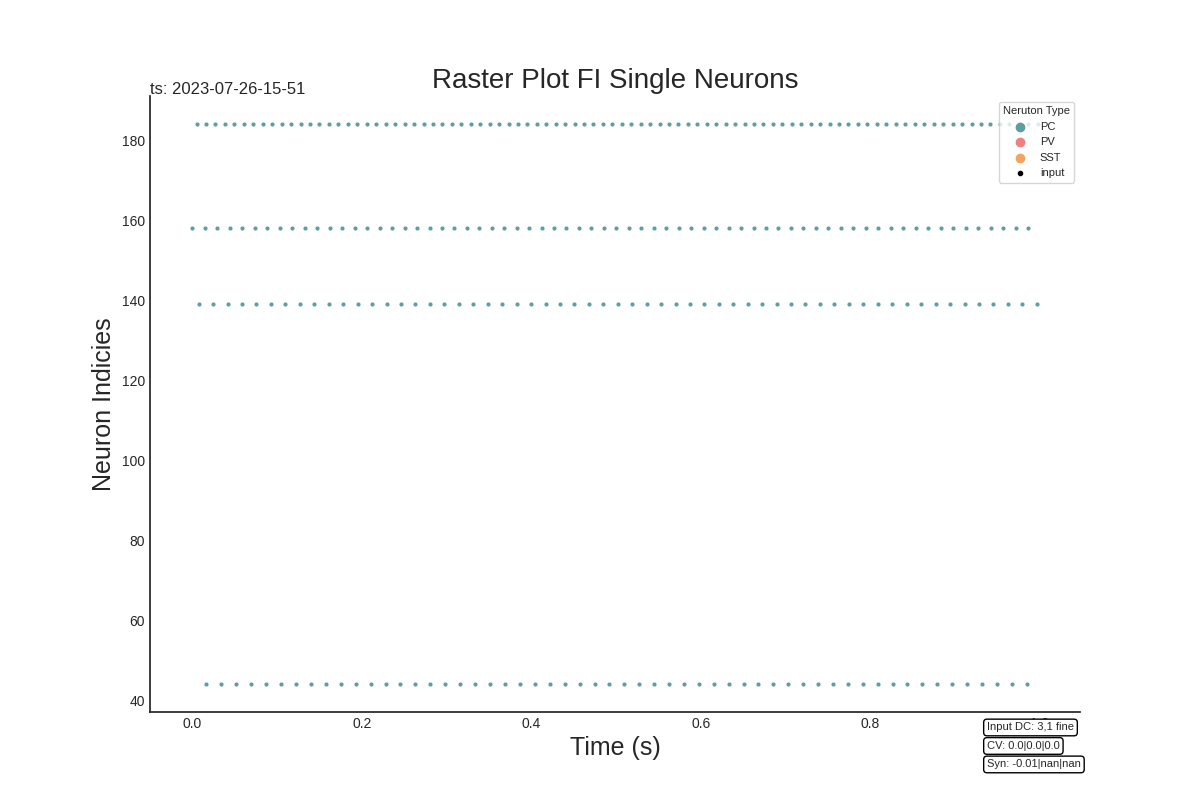 Raster Plot FI Single Neurons
ts: 2023-07-26-15-51
Neruton Type
PC
PV
SST
input
180
160
140
120
100
80
60
40
Neuron Indicies
0.0 0.2 0.4 0.6 0.8
Time (s)
Input DC: 3,1 fine
CV: 0.0|0.0|0.0
Syn: -0.01|nan|nan